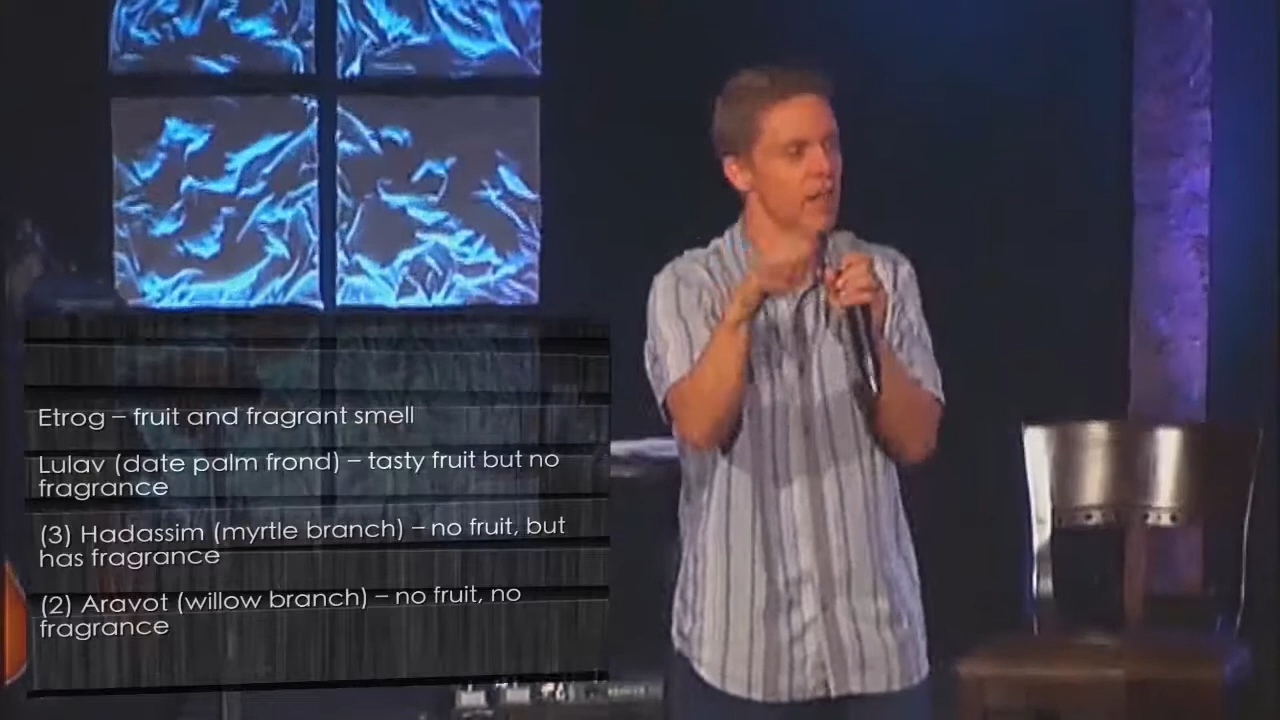 Etrog – fruit and fragrant smell
Lulav (date palm frond) – tasty fruit but no
fragrance
(3) Hadassim (myrtle branch) – no fruit, but
has fragrance
(2) Aravot (willow branch) – no fruit, no
fragrance